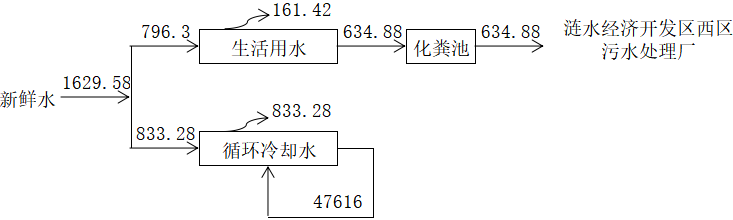 161.42
796.3
生活用水
634.88
化粪池
634.88
涟水经济开发区西区
污水处理厂
新鲜水
1629.58
833.28
833.28
循环冷却水
47616